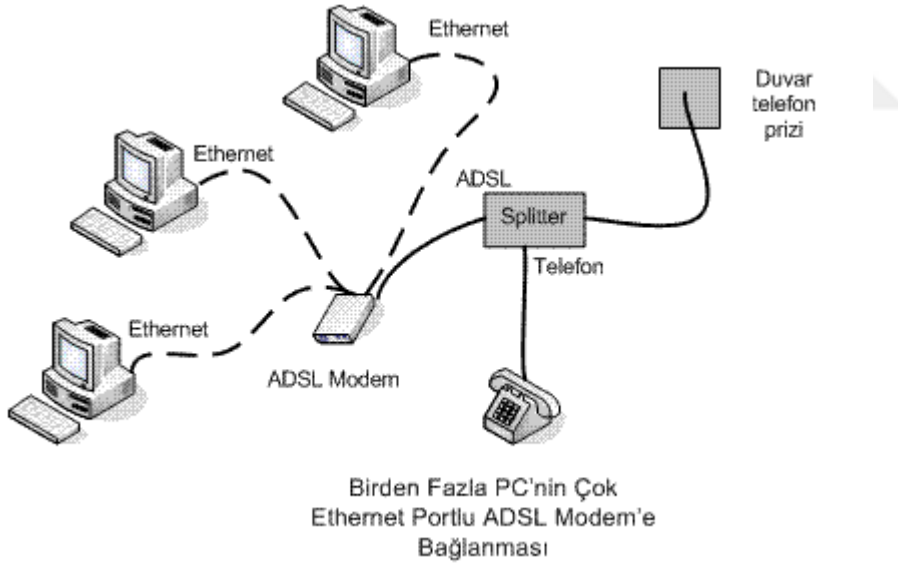 Ethernet
Duvar
telefon
prizi
Ethernet
ADSL
Splitter
Telefon
Ethernet
ADSL Modem
Birden Fazla PC'nin Çok
Ethernet Portlu ADSL Modem'e
Bağlanması